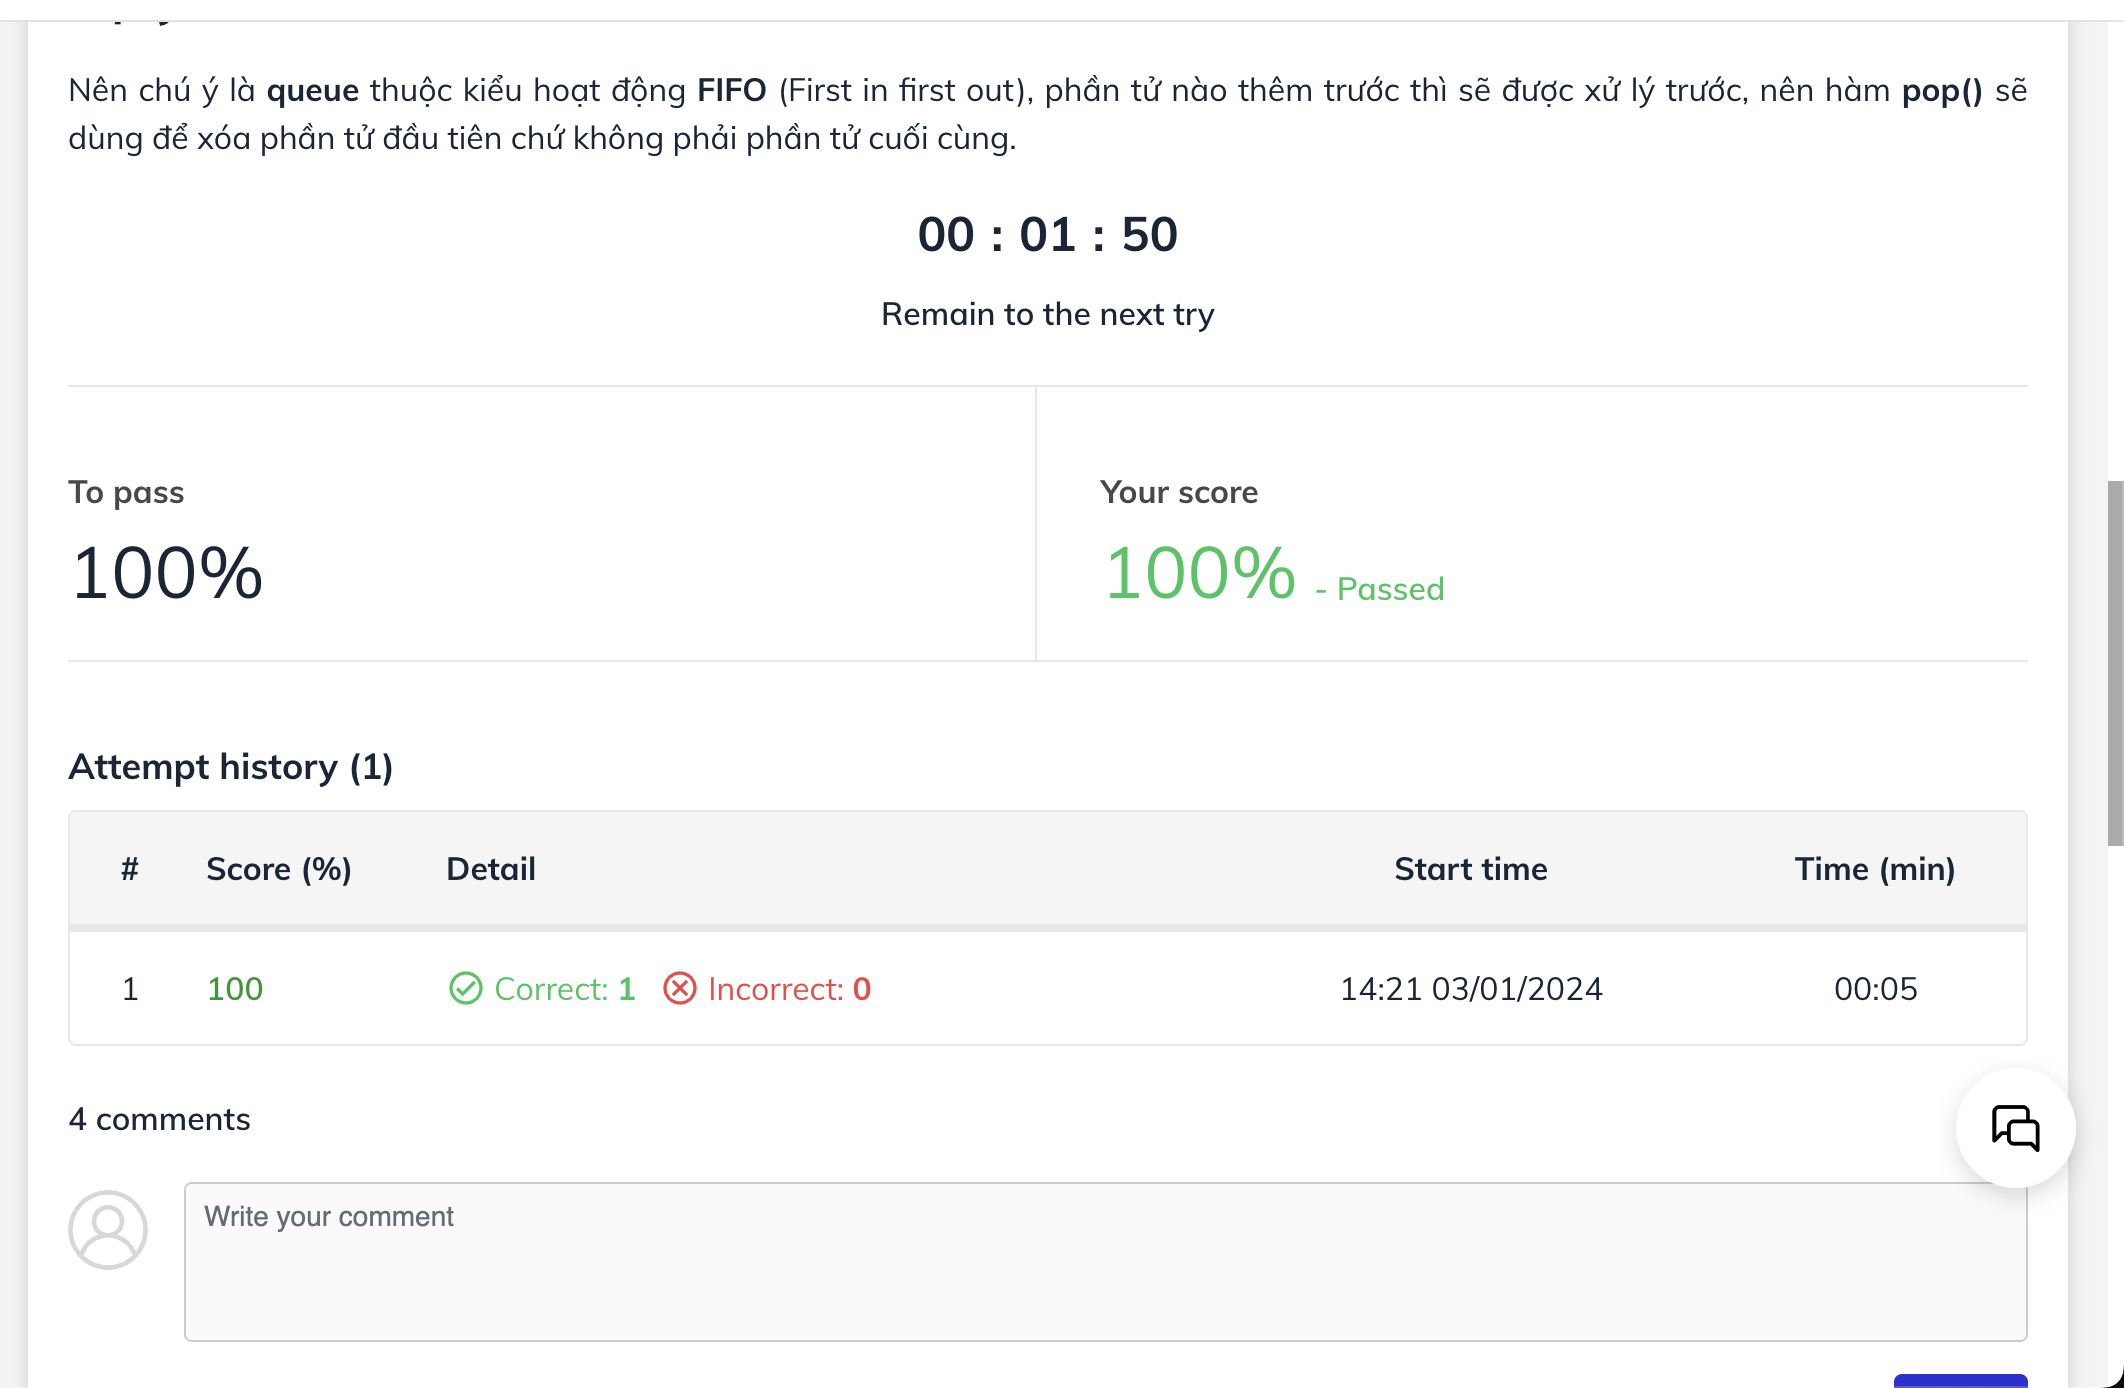 Nên chú ý là queue thuộc kiểu hoạt động FIFO (First in first out), phần tử nào thêm trước thì sẽ được xử lý trước, nên hàm pop() sẽ
dùng để xóa phần tử đầu tiên chứ không phải phần tử cuối cùng.
00 : 01 : 50
Remain to the next try
To pass
100%
Your score
100% - Passed
Attempt history (1)
# Score (%) Detail Start time Time (min)
1 100 Correct: 1 Incorrect: 0 14:21 03/01/2024 00:05
4 comments
Write your comment